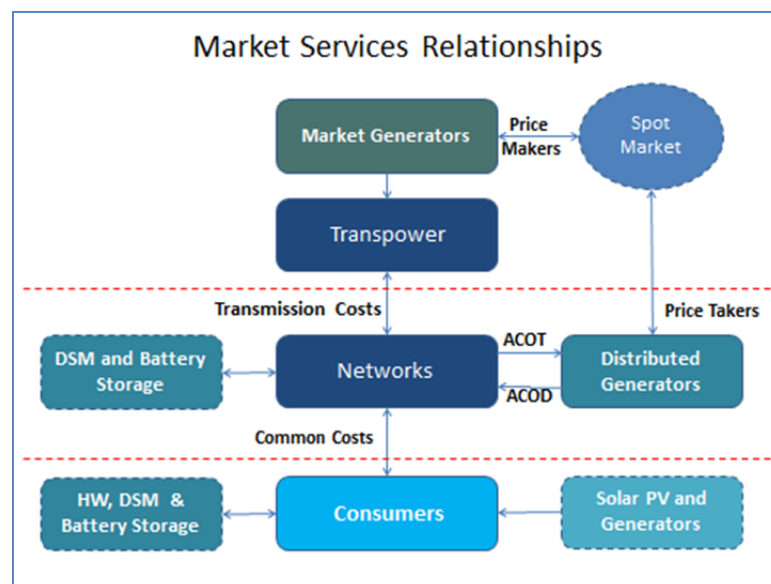 Market Services Relationships
Market Generators
Price
Makers
Spot
Market
Transpower
Transmission Costs
Price Takers
DSM and Battery
Storage
Networks
ACOT
ACOD
Distributed
Generators
Common Costs
HW, DSM &
Battery Storage
Consumers
Solar PV and
Generators